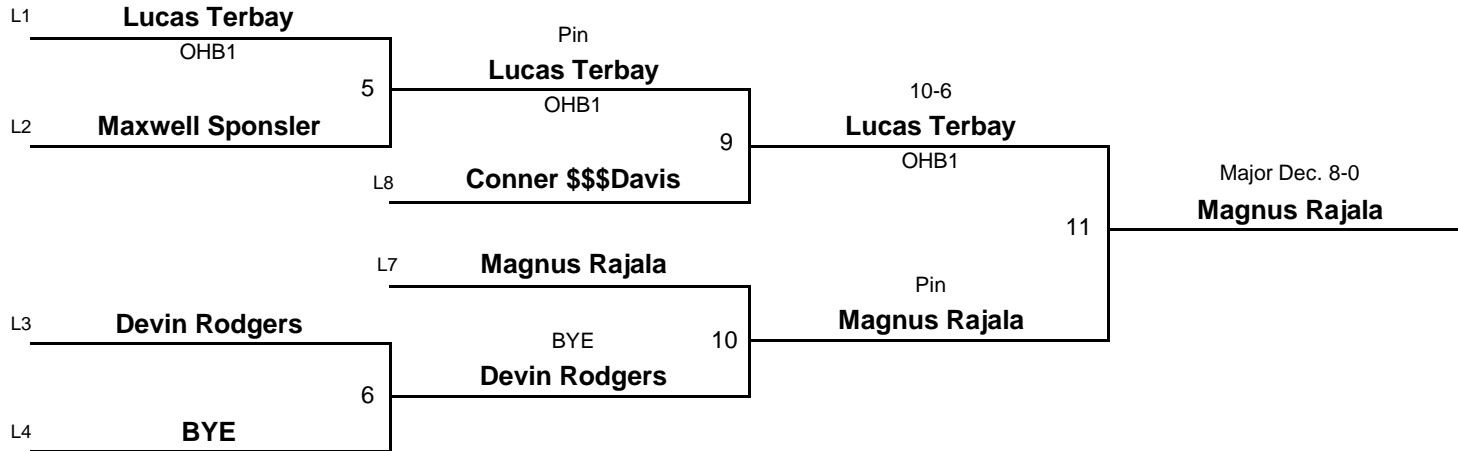 L1 Lucas Terbay
OHB1
5
L2 Maxwell Sponsler
Pin
Lucas Terbay
OHB1
9
L8 Conner $$$Davis
10-6
Lucas Terbay
OHB1
11
Major Dec. 8-0
Magnus Rajala
L7 Magnus Rajala
Pin
Magnus Rajala
L3 Devin Rodgers
BYE
10
Devin Rodgers
6
L4 BYE